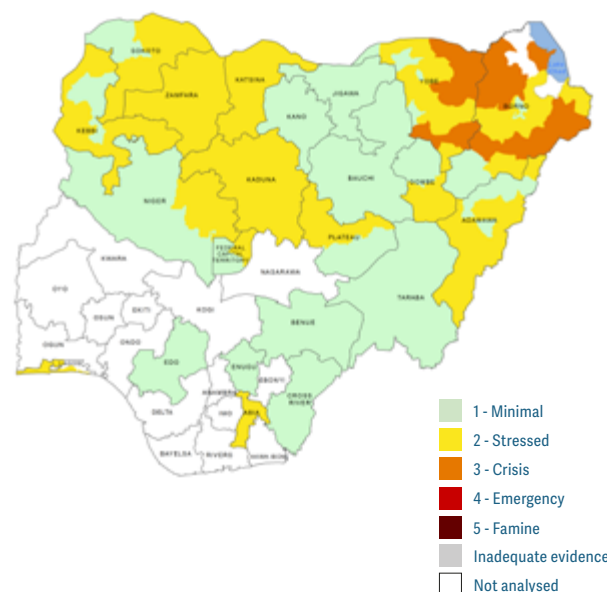 SOKOTO
KATSINA
ZAMFARA
JIGAWA
YOBE
BORNO
KANO
KEBBI
KADUNA
BAUCHI
GOMBE
NIGER
ADAMAWA
PLATEAU
FEDERAL
CAPITAL
TERRITORY
KWARA
NASARAWA
OYO
TARABA
KOGI
OSUN
EKITI
BENUE
OGUN
ONDO
EDO
ENUGU
EBONYI
CROSS
RIVER
DELTA
IMO
ABIA
BAYELSA
RIVERS
1 - Minimal
2 - Stressed
3 - Crisis
4 - Emergency
5 - Famine
Inadequate evidence
Not analysed